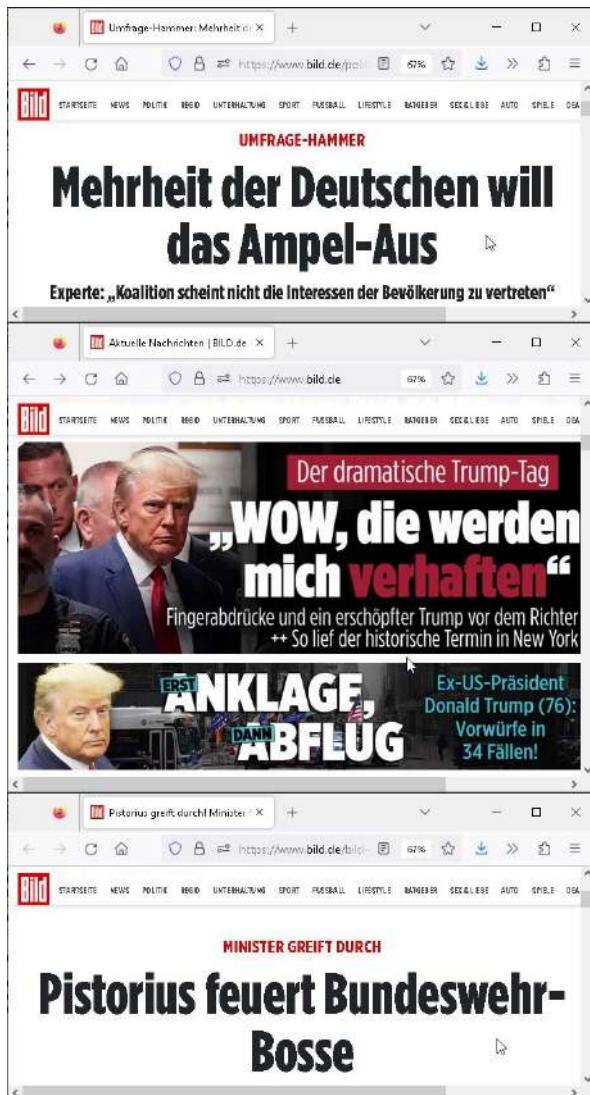 Umfrage-Hammer: Mehrheit d
https://www.bild.de/poli
67%
Bild
STARTSEITE NEWS POLITIK REGIO UNTERHALTUNG SPORT FUSSBALL LIFESTYLE RATGEBER SEX & LIEBE AUTO SPIELE
UMFRAGE-HAMMER
Mehrheit der Deutschen will
das Ampel-Aus
Experte: „Koalition scheint nicht die Interessen der Bevölkerung zu vertreten“
Aktuelle Nachrichten | BILD.de
https://www.bild.de
67%
Bild
STARTSEITE NEWS POLITIK REGIO UNTERHALTUNG SPORT FUSSBALL LIFESTYLE RATGEBER SEX & LIEBE AUTO SPIELE
Der dramatische Trump-Tag
„WOW, die werden
mich verhaften“
Fingerabdrücke und ein erschöpfter Trump vor dem Richter
++ So lief der historische Termin in New York
ERST ANKLAGE,
DANN ABFLUG
Ex-US-Präsident
Donald Trump (76):
Vorwürfe in
34 Fällen!
Pistorius greift durch! Minister
https://www.bild.de/bild-
67%
Bild
STARTSEITE NEWS POLITIK REGIO UNTERHALTUNG SPORT FUSSBALL LIFESTYLE RATGEBER SEX & LIEBE AUTO SPIELE
MINISTER GREIFT DURCH
Pistorius feuert Bundeswehr-
Bosse